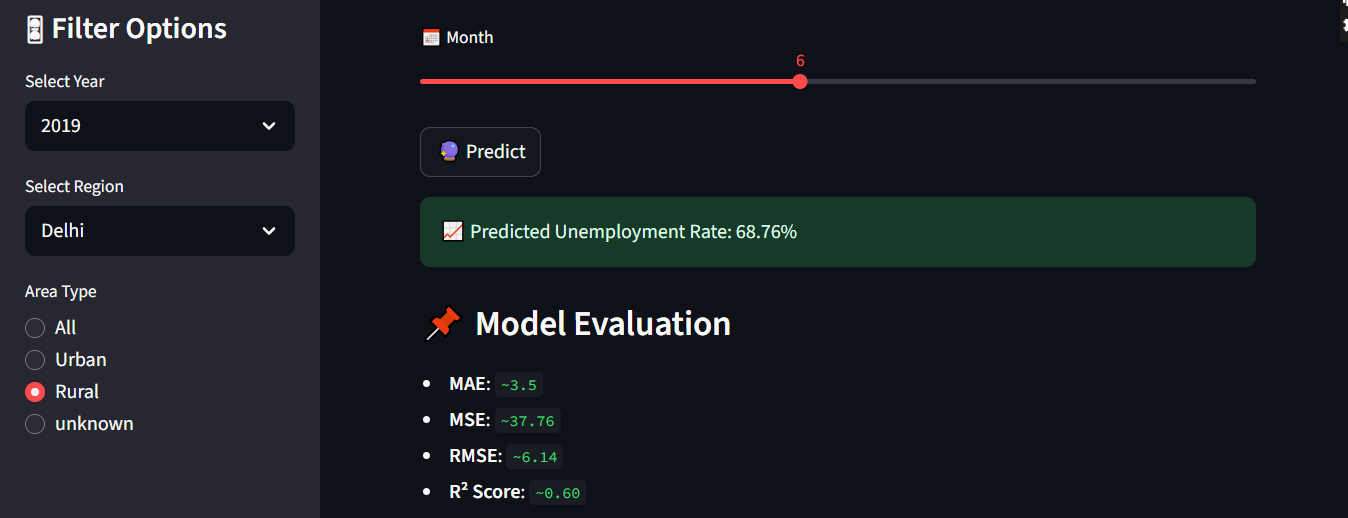 Filter Options
Select Year
2019
Select Region
Delhi
Area Type
All
Urban
Rural
unknown
Month
6
Predict
Predicted Unemployment Rate: 68.76%
Model Evaluation
MAE: ~3.5
MSE: ~37.76
RMSE: ~6.14
R² Score: ~0.60